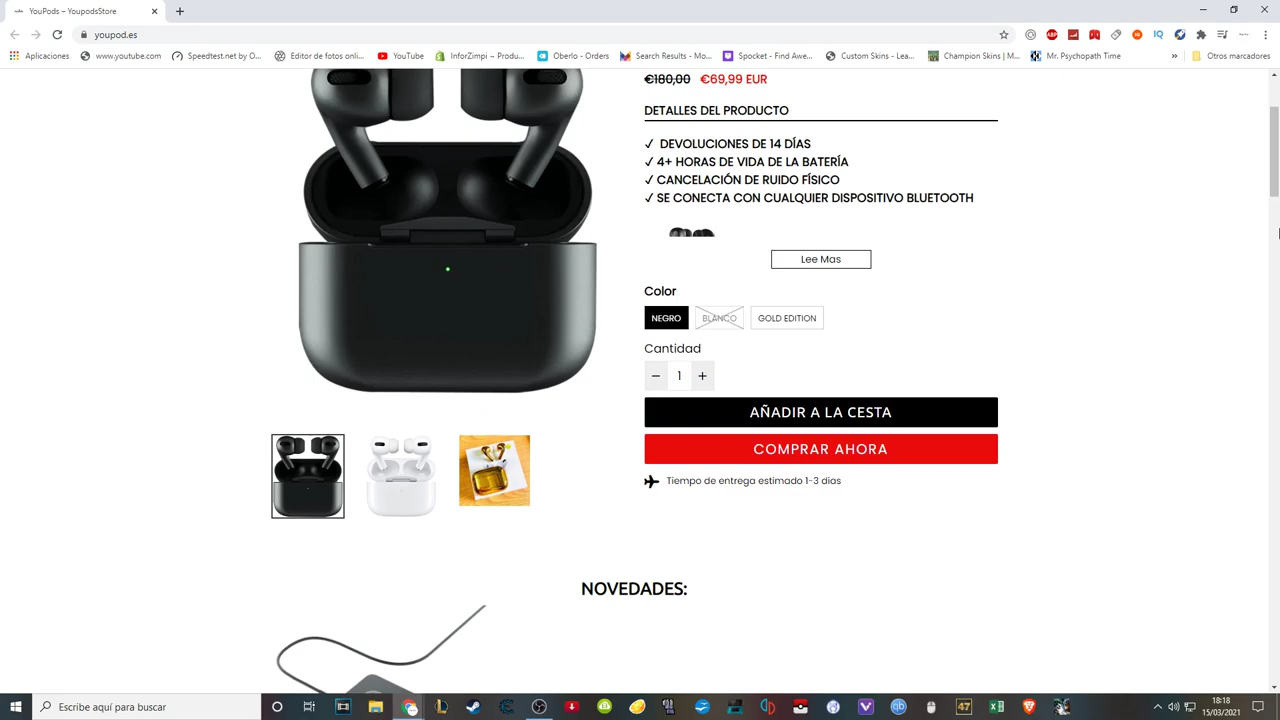 YouPods – YoupodsStore
youpod.es
Aplicaciones
www.youtube.com
Speedtest.net by O...
Editor de fotos onl...
YouTube
InforZimpi – Produ...
Oberlo - Orders
Search Results - Mo...
Spocket - Find Awe...
Custom Skins - Lea...
Champion Skins | M...
Mr. Psychopath Time
»
Otros marcadores
€180,00 €69,99 EUR
DETALLES DEL PRODUCTO
✓ DEVOLUCIONES DE 14 DÍAS
✓ 4+ HORAS DE VIDA DE LA BATERÍA
✓ CANCELACIÓN DE RUIDO FÍSICO
✓ SE CONECTA CON CUALQUIER DISPOSITIVO BLUETOOTH
Lee Mas
Color
NEGRO
BLANCO
GOLD EDITION
Cantidad
− 1 +
AÑADIR A LA CESTA
COMPRAR AHORA
Tiempo de entrega estimado 1-3 dias
NOVEDADES:
Escribe aquí para buscar
18:18
15/03/2021